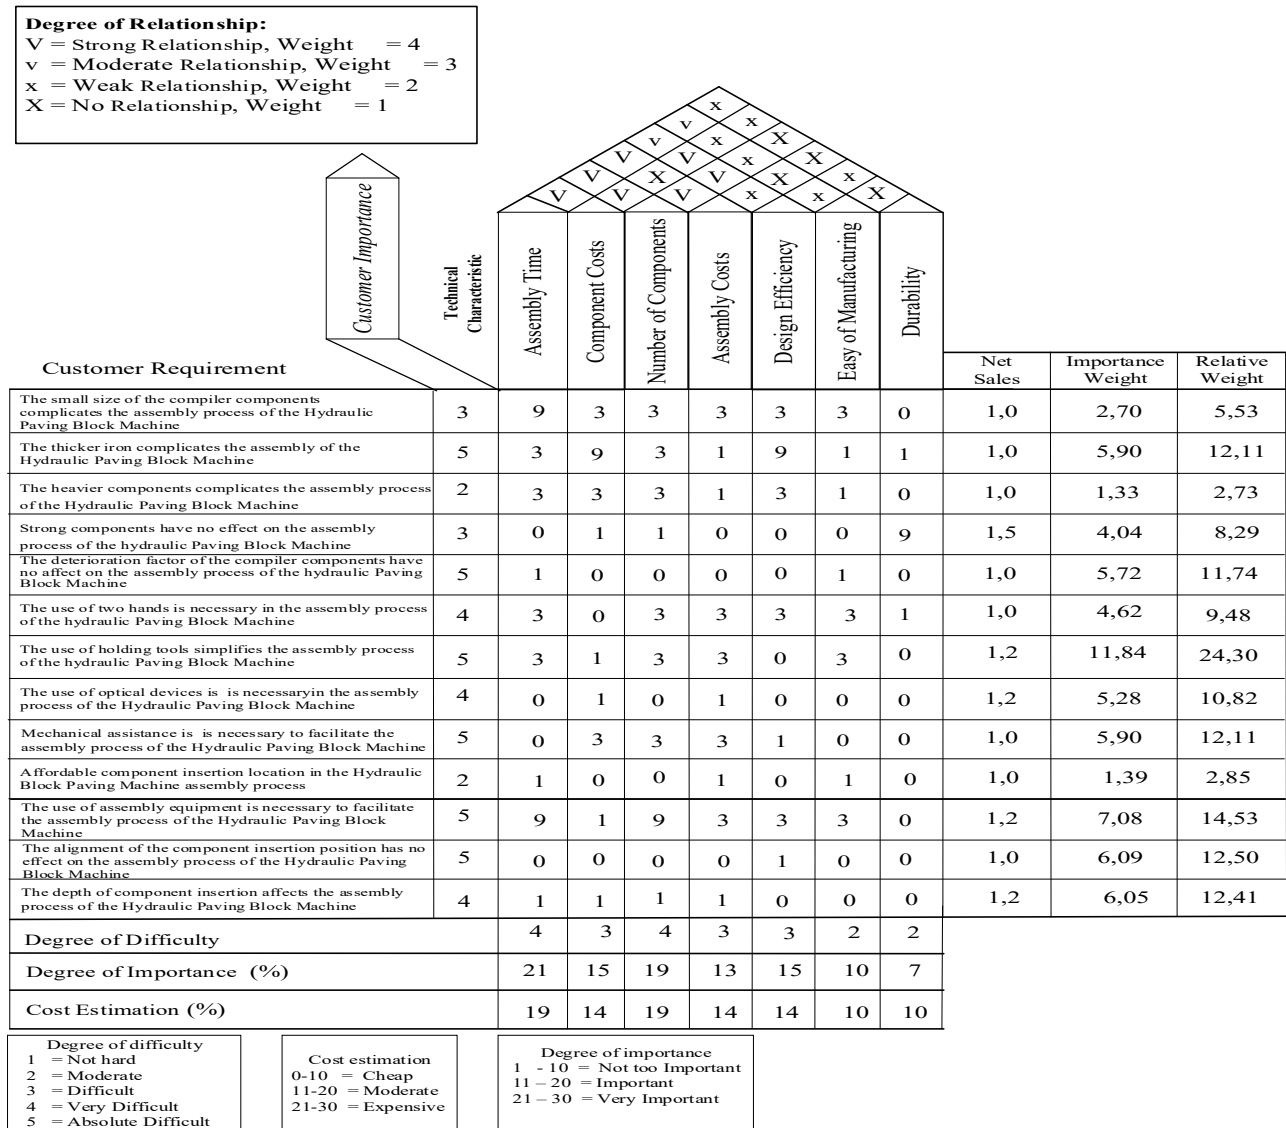 Degree of Relationship:
V = Strong Relationship, Weight = 4
v = Moderate Relationship, Weight = 3
x = Weak Relationship, Weight = 2
X = No Relationship, Weight = 1
x
v x
v x X
V V x X
V X V X x
V V V x x X
Customer Importance
Technical
Characteristic
Assembly Time
Component Costs
Number of Components
Assembly Costs
Design Efficiency
Easy of Manufacturing
Durability
Customer Requirement
Net
Sales
Importance
Weight
Relative
Weight
The small size of the compiler components
complicates the assembly process of the Hydraulic
Paving Block Machine
3 9 3 3 3 3 3 0 1,0 2,70 5,53
The thicker iron complicates the assembly of the
Hydraulic Paving Block Machine
5 3 9 3 1 9 1 1 1,0 5,90 12,11
The heavier components complicates the assembly process
of the Hydraulic Paving Block Machine
2 3 3 3 1 3 1 0 1,0 1,33 2,73
Strong components have no effect on the assembly
process of the hydraulic Paving Block Machine
3 0 1 1 0 0 0 9 1,5 4,04 8,29
The deterioration factor of the compiler components have
no affect on the assembly process of the hydraulic Paving
Block Machine
5 1 0 0 0 0 1 0 1,0 5,72 11,74
The use of two hands is necessary in the assembly process
of the hydraulic Paving Block Machine
4 3 0 3 3 3 3 1 1,0 4,62 9,48
The use of holding tools simplifies the assembly process
of the hydraulic Paving Block Machine
5 3 1 3 3 0 3 0 1,2 11,84 24,30
The use of optical devices is is necessaryin the assembly
process of the Hydraulic Paving Block Machine
4 0 1 0 1 0 0 0 1,2 5,28 10,82
Mechanical assistance is is necessary to facilitate the
assembly process of the Hydraulic Paving Block Machine
5 0 3 3 3 1 0 0 1,0 5,90 12,11
Affordable component insertion location in the Hydraulic
Block Paving Machine assembly process
2 1 0 0 1 0 1 0 1,0 1,39 2,85
The use of assembly equipment is necessary to facilitate
the assembly process of the Hydraulic Paving Block
Machine
5 9 1 9 3 3 3 0 1,2 7,08 14,53
The alignment of the component insertion position has no
effect on the assembly process of the Hydraulic Paving
Block Machine
5 0 0 0 0 1 0 0 1,0 6,09 12,50
The depth of component insertion affects the assembly
process of the Hydraulic Paving Block Machine
4 1 1 1 1 0 0 0 1,2 6,05 12,41
Degree of Difficulty 4 3 4 3 3 2 2
Degree of Importance (%) 21 15 19 13 15 10 7
Cost Estimation (%) 19 14 19 14 14 10 10
Degree of difficulty
1 = Not hard
2 = Moderate
3 = Difficult
4 = Very Difficult
5 = Absolute Difficult
Cost estimation
0-10 = Cheap
11-20 = Moderate
21-30 = Expensive
Degree of importance
1 - 10 = Not too Important
11 – 20 = Important
21 – 30 = Very Important